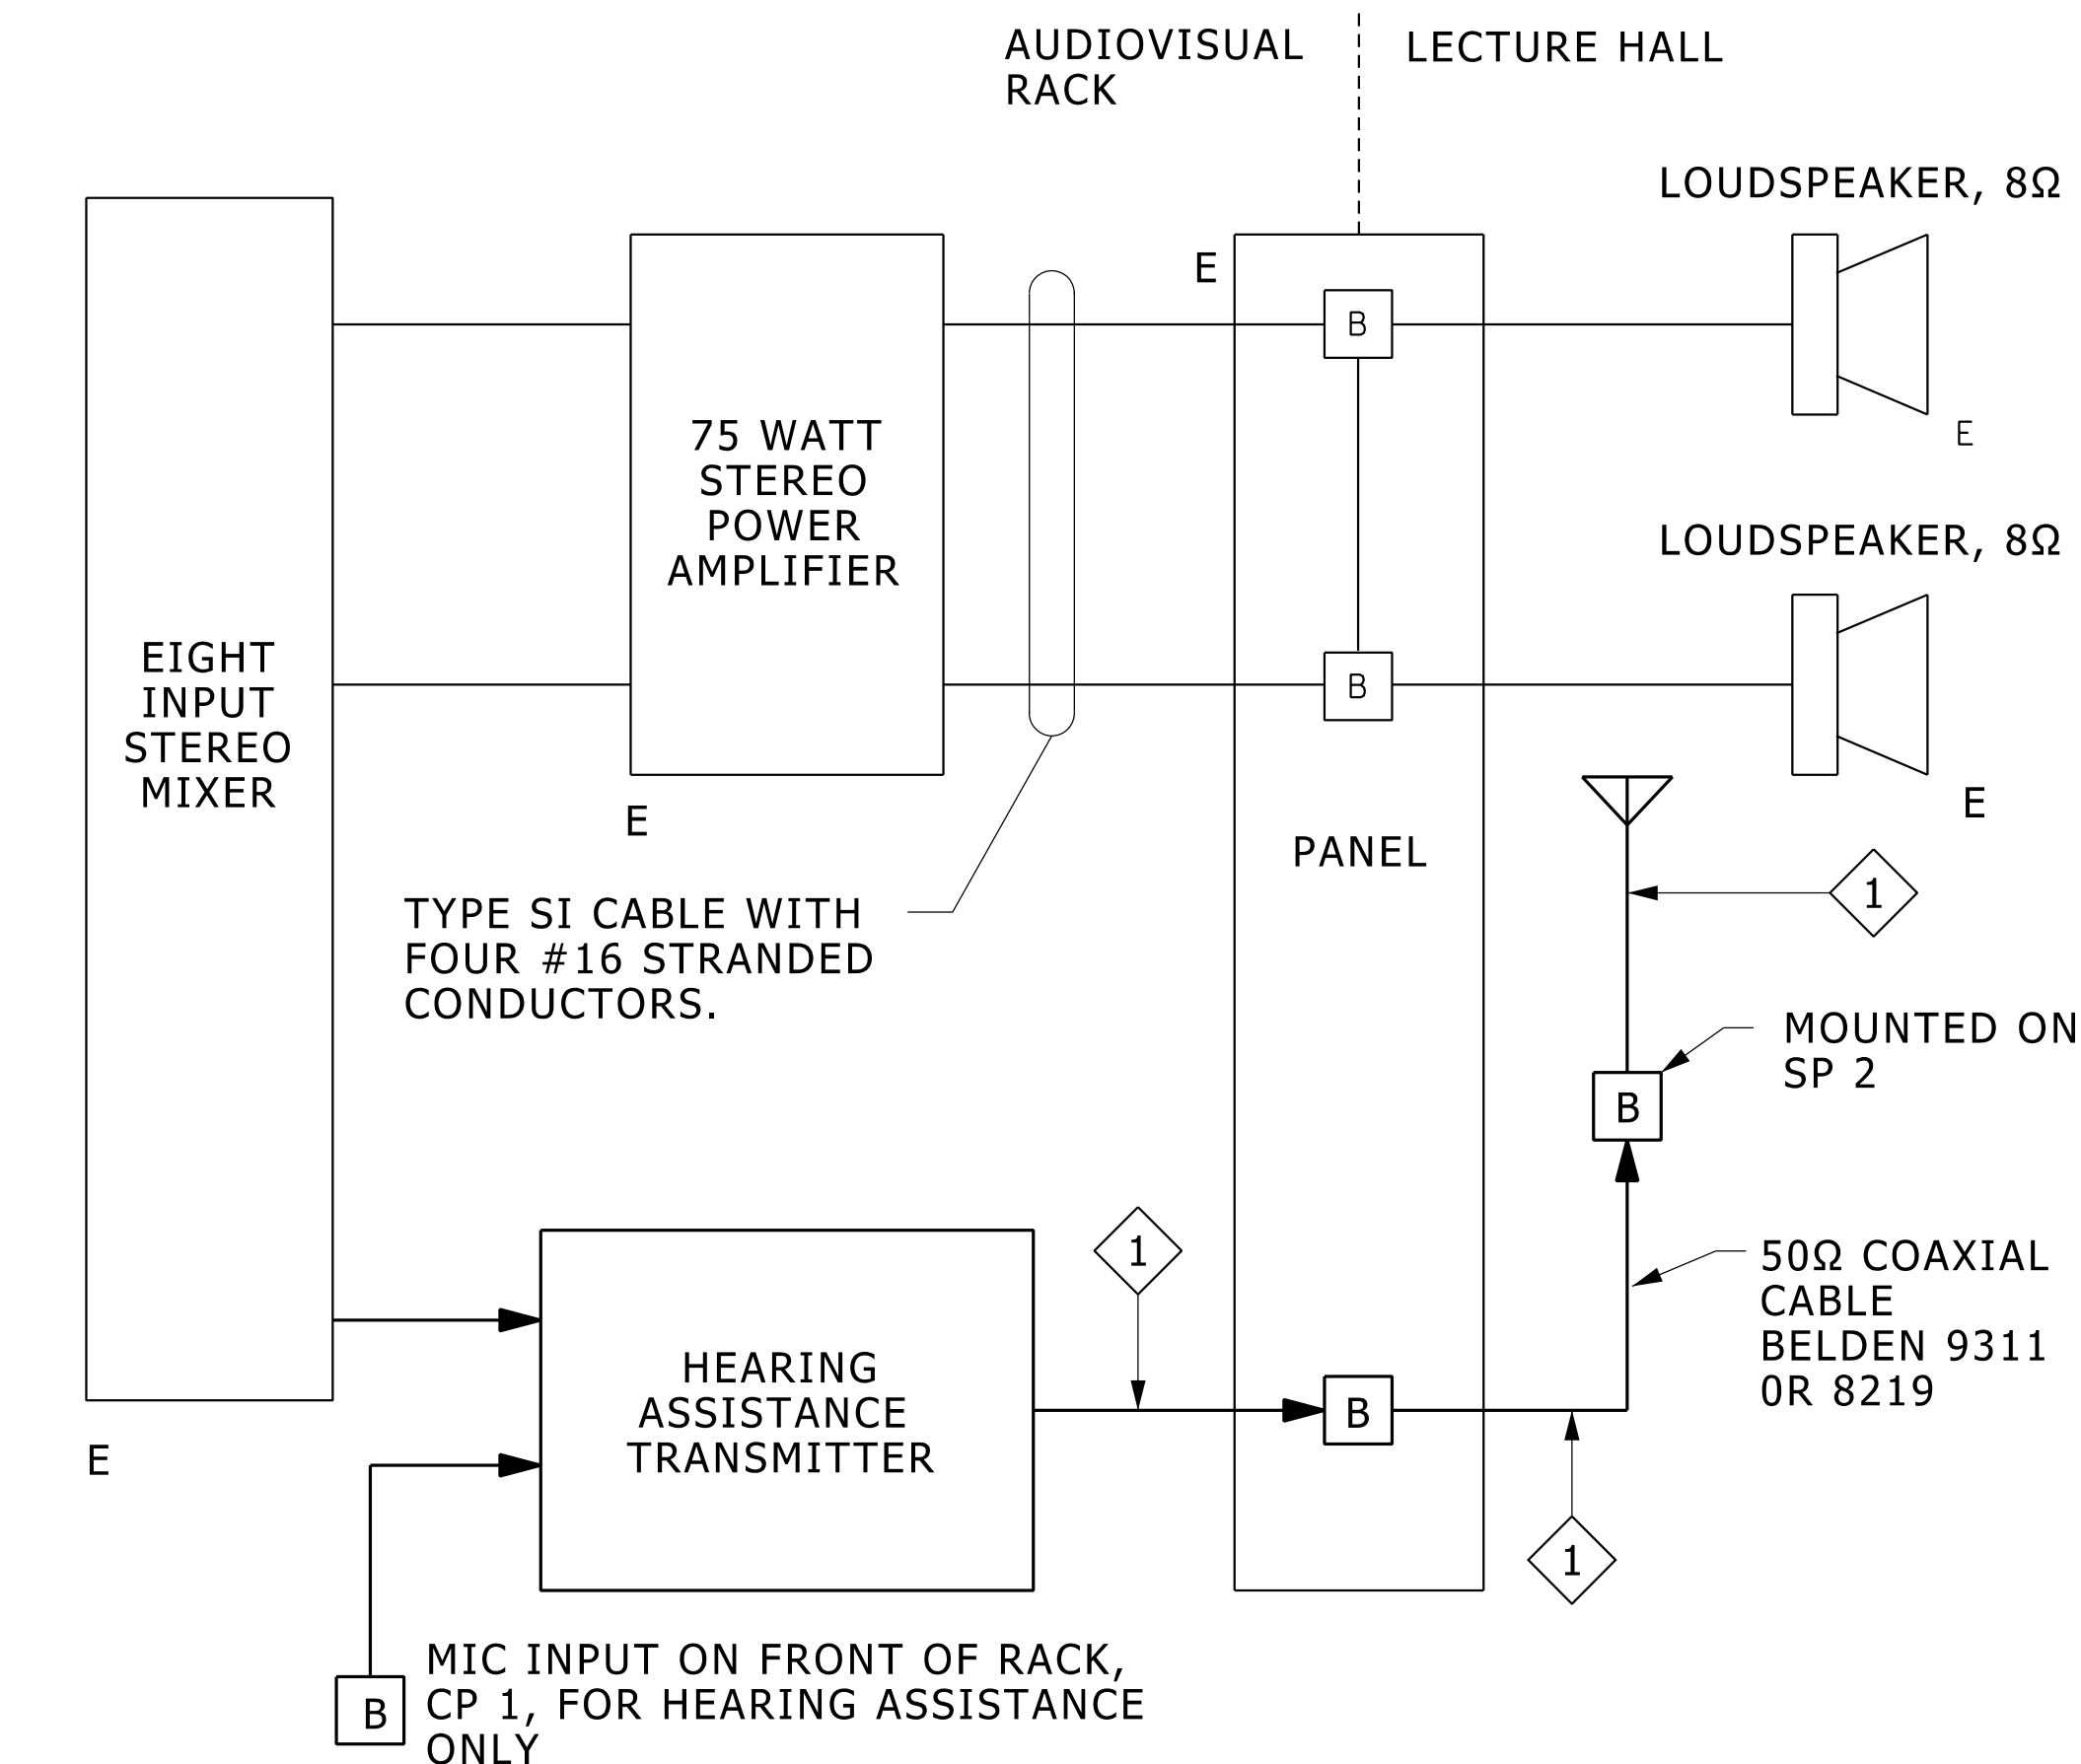 AUDIOVISUAL
RACK
LECTURE HALL
LOUDSPEAKER, 8Ω
E
B
E
75 WATT
STEREO
POWER
AMPLIFIER
LOUDSPEAKER, 8Ω
EIGHT
INPUT
STEREO
MIXER
B
E
E
PANEL
1
TYPE SI CABLE WITH
FOUR #16 STRANDED
CONDUCTORS.
MOUNTED ON
SP 2
B
1
50Ω COAXIAL
CABLE
BELDEN 9311
OR 8219
HEARING
ASSISTANCE
TRANSMITTER
B
E
1
MIC INPUT ON FRONT OF RACK,
CP 1, FOR HEARING ASSISTANCE
ONLY
B